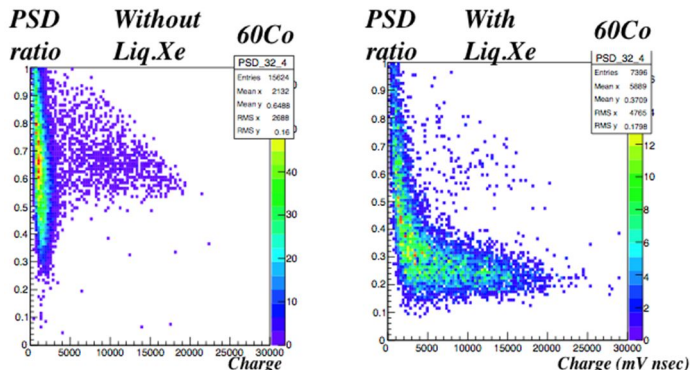 PSD Without 60Co
ratio Liq.Xe
PSD_32_4
Entries 15624
Mean x 2132
Mean y 0.6488
RMS x 2688
RMS y 0.16
1
0.9
0.8
0.7
0.6
0.5
0.4
0.3
0.2
0.1
0
40
30
20
10
0
0 5000 10000 15000 20000 25000 30000
Charge
PSD With 60Co
ratio Liq.Xe
PSD_32_4
Entries 7396
Mean x 5889
Mean y 0.3709
RMS x 4765
RMS y 0.1798
1
0.9
0.8
0.7
0.6
0.5
0.4
0.3
0.2
0.1
12
10
8
6
4
2
0
0 5000 10000 15000 20000 25000 30000
Charge (mV nsec)